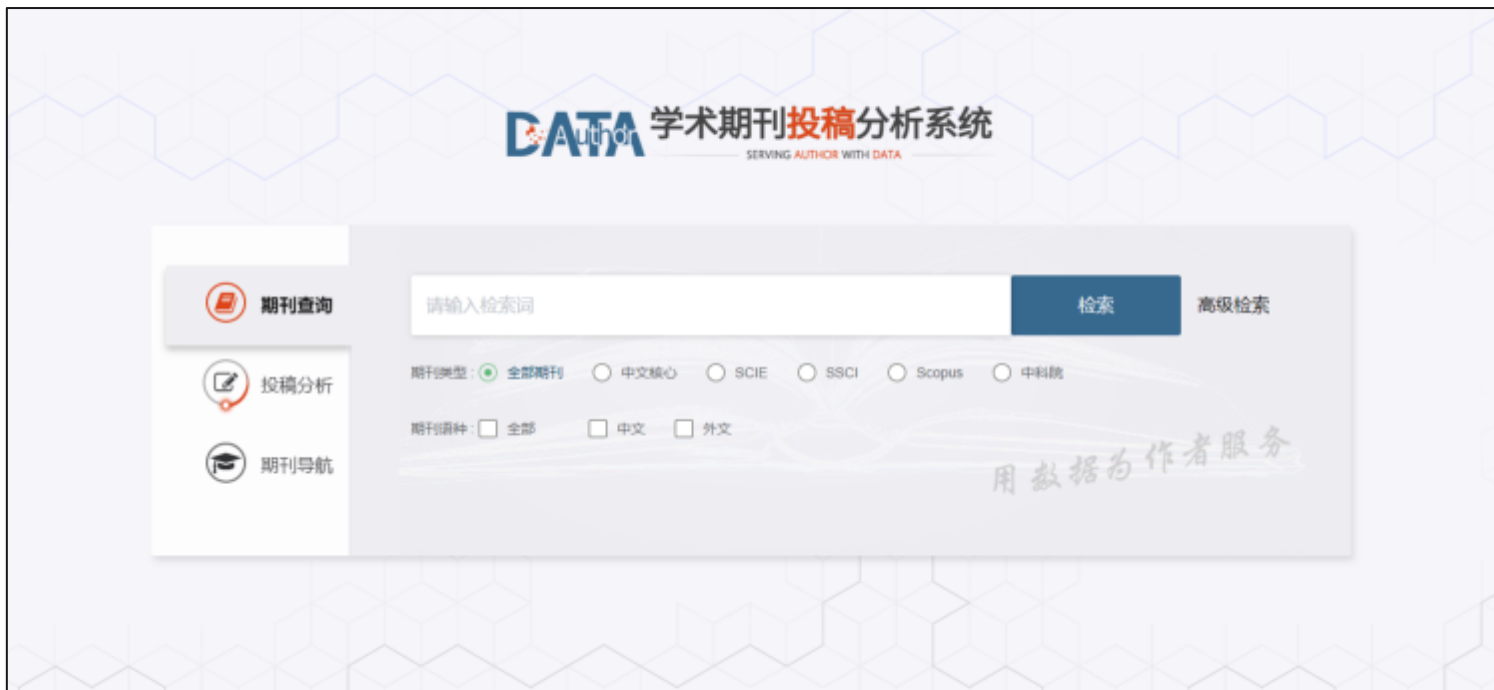 DATA Author 学术期刊投稿分析系统
SERVING AUTHOR WITH DATA
期刊查询
请输入检索词
检索
高级检索
期刊类型: 全部期刊 中文核心 SCIE SSCI Scopus 中科院
投稿分析
期刊语种: 全部 中文 外文
期刊导航
用数据为作者服务